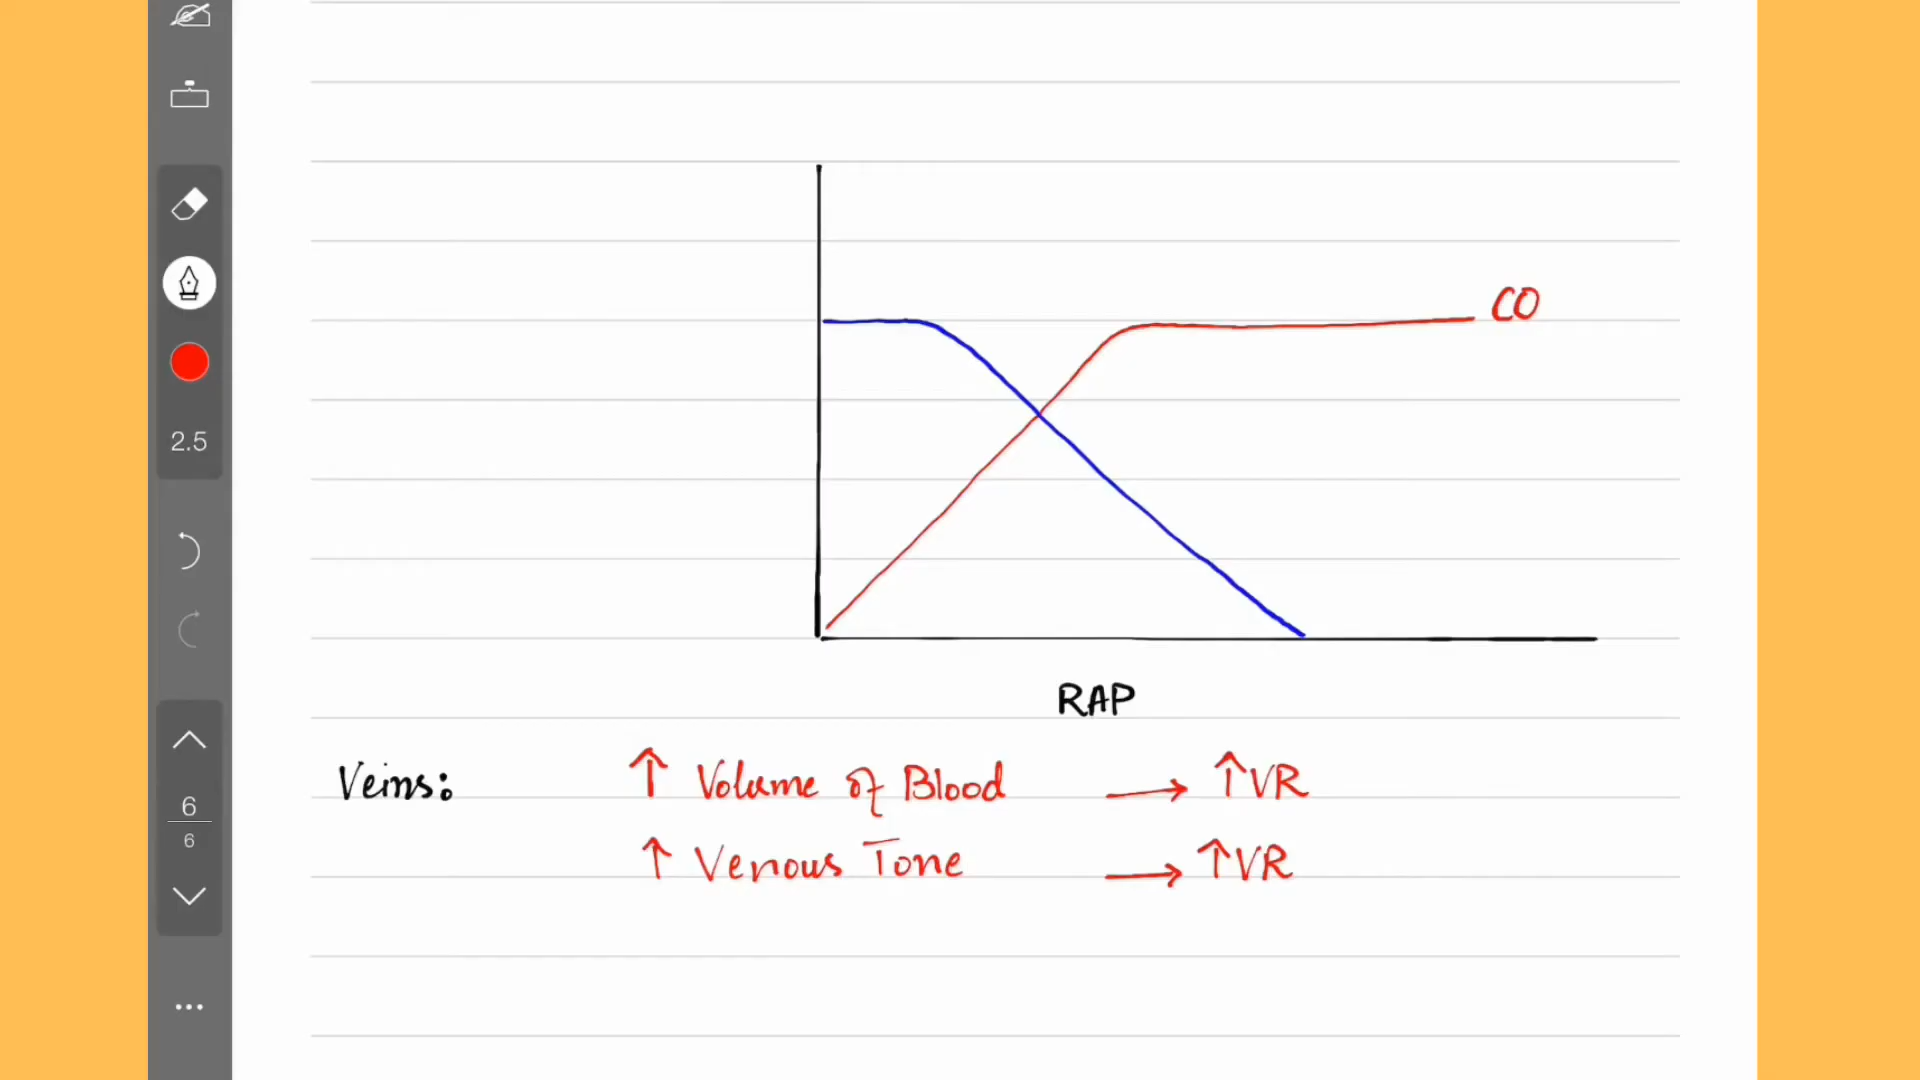 CO
2.5
RAP
Veins: ↑ Volume of Blood → ↑VR
6
6
↑ Venous Tone → ↑VR